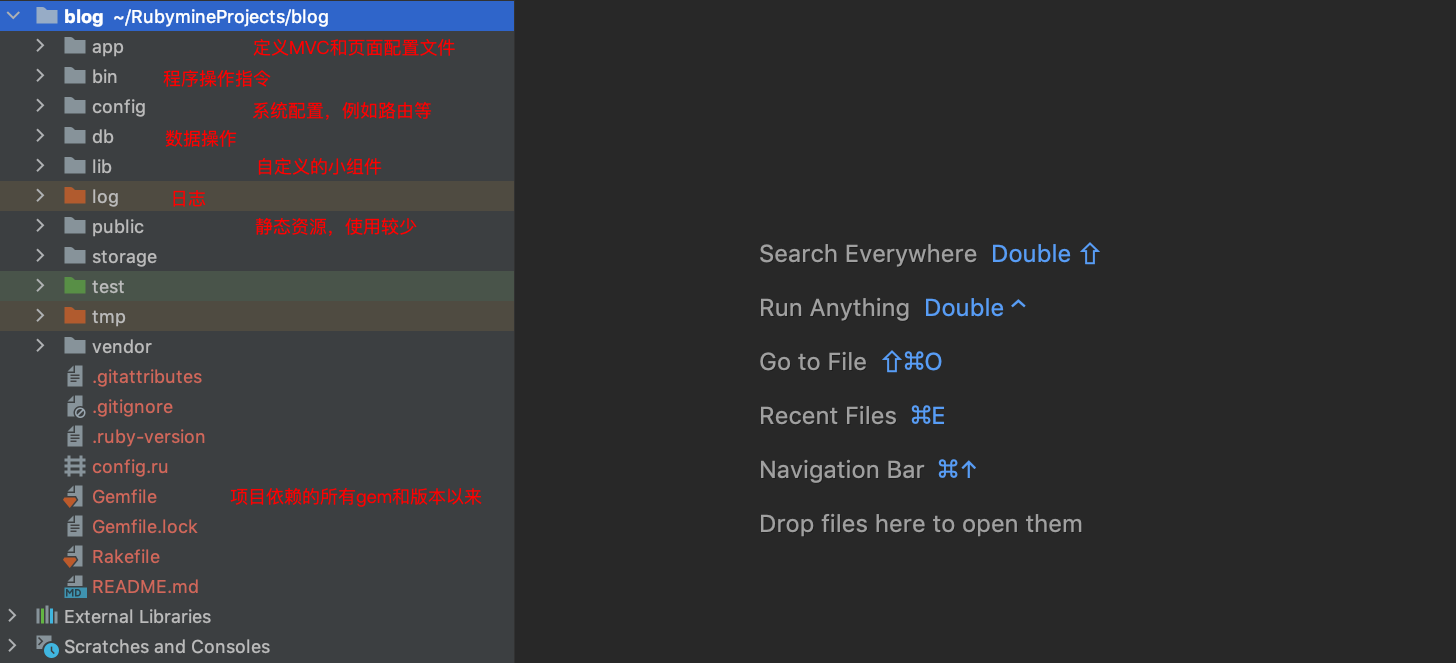 blog ~/RubymineProjects/blog
app 定义MVC和页面配置文件
bin 程序操作指令
config 系统配置，例如路由等
db 数据操作
lib 自定义的小组件
log 日志
public 静态资源，使用较少
storage
test
tmp
vendor
.gitattributes
.gitignore
.ruby-version
config.ru
Gemfile 项目依赖的所有gem和版本以来
Gemfile.lock
Rakefile
MD README.md
External Libraries
Scratches and Consoles
Search Everywhere Double ⇧
Run Anything Double ^
Go to File ⇧⌘O
Recent Files ⌘E
Navigation Bar ⌘↑
Drop files here to open them